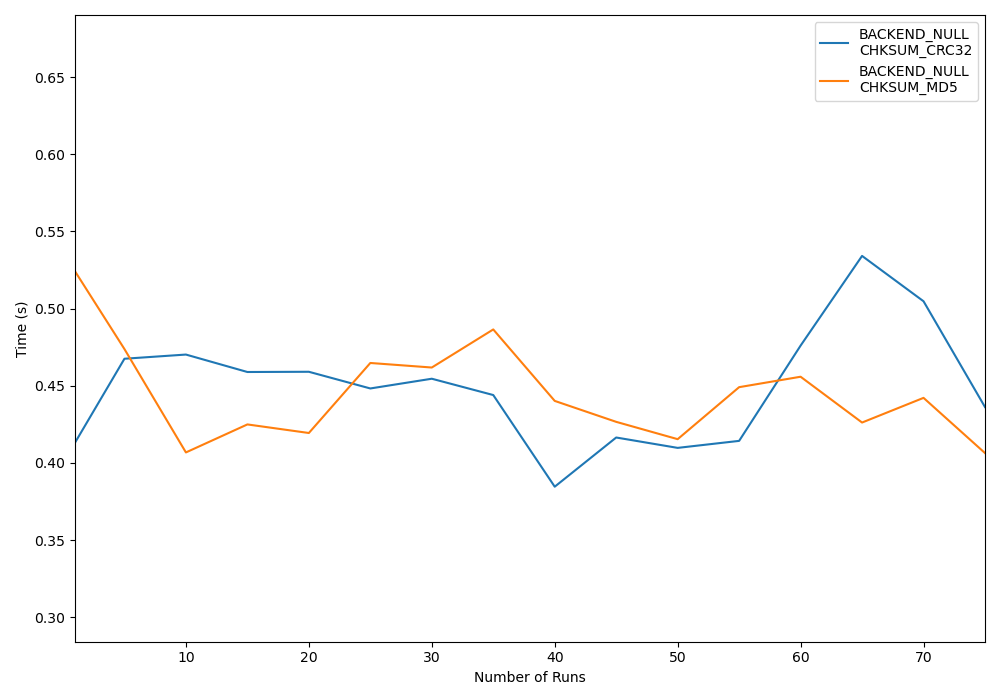 BACKEND_NULL
CHKSUM_CRC32
BACKEND_NULL
CHKSUM_MD5
0.65
0.60
0.55
0.50
0.45
0.40
0.35
0.30
Time (s)
10 20 30 40 50 60 70
Number of Runs